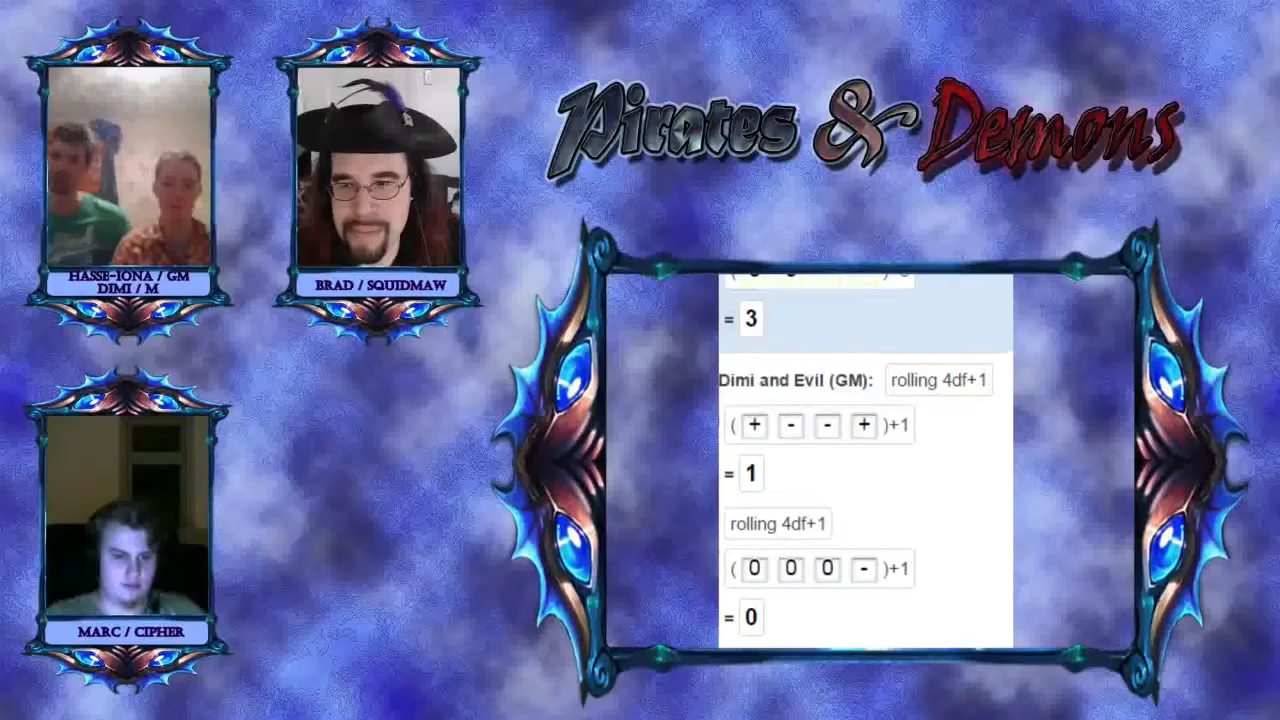 Pirates & Demons
HASSE-IONA / GM
DIMI / M
BRAD / SQUIDMAW
MARC / CIPHER
= 3
Dimi and Evil (GM): rolling 4df+1
( + - - + )+1
= 1
rolling 4df+1
( 0 0 0 - )+1
= 0